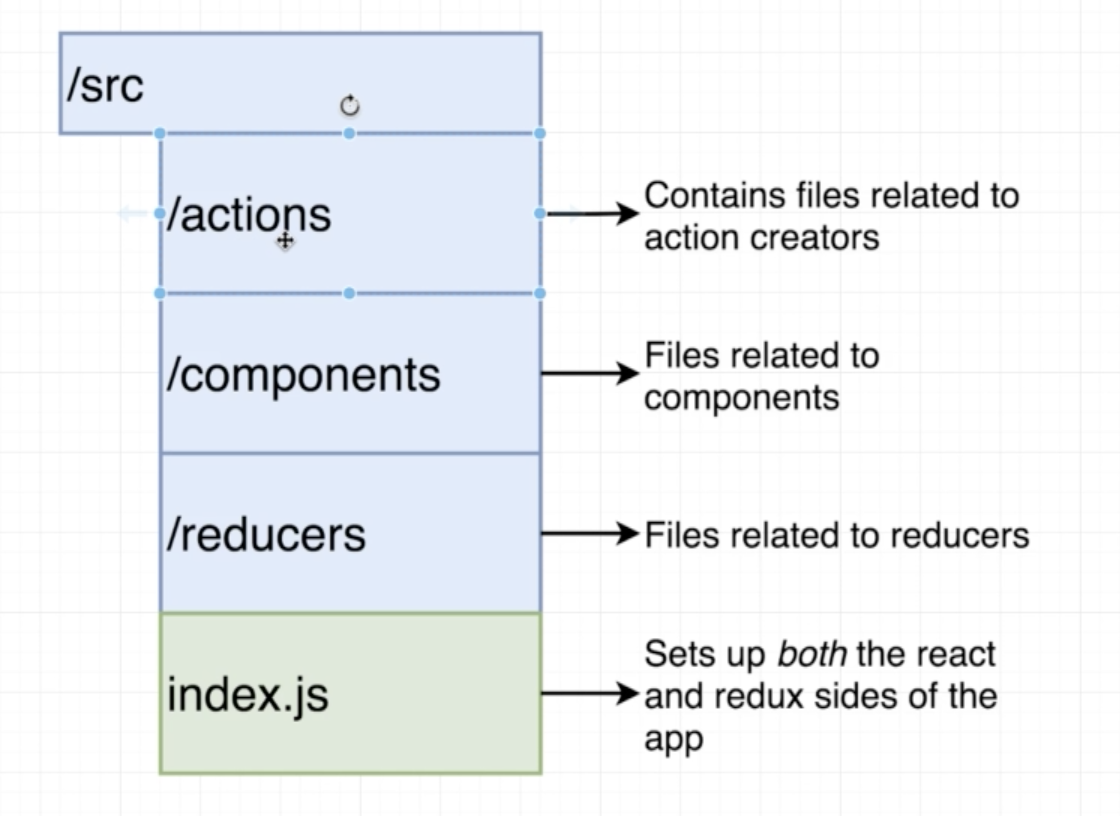 /src
/actions
Contains files related to
action creators
/components
Files related to
components
/reducers
Files related to reducers
index.js
Sets up both the react
and redux sides of the
app